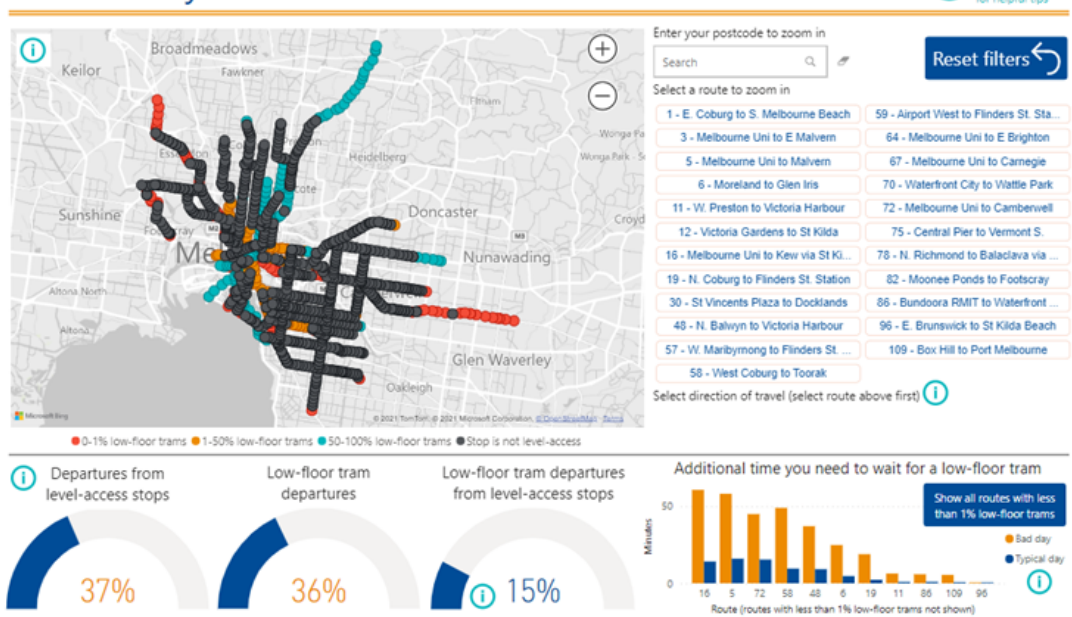 for helpful tips
Broadmeadows
Keilor
Fawkner
Eltham
Heidelberg
Sunshine
Doncaster
Croyd
M2
M3
Nunawading
Altona North
Altona
Glen Waverley
Oakleigh
Microsoft Bing
© 2021 TomTom, © 2021 Microsoft Corporation, © OpenStreetMap Terms
0-1% low-floor trams 1-50% low-floor trams 50-100% low-floor trams Stop is not level-access
Enter your postcode to zoom in
Search
Reset filters
Select a route to zoom in
1 - E. Coburg to S. Melbourne Beach
59 - Airport West to Flinders St. Sta...
3 - Melbourne Uni to E Malvern
64 - Melbourne Uni to E Brighton
5 - Melbourne Uni to Malvern
67 - Melbourne Uni to Carnegie
6 - Moreland to Glen Iris
70 - Waterfront City to Wattle Park
11 - W. Preston to Victoria Harbour
72 - Melbourne Uni to Camberwell
12 - Victoria Gardens to St Kilda
75 - Central Pier to Vermont S.
16 - Melbourne Uni to Kew via St Ki...
78 - N. Richmond to Balaclava via ...
19 - N. Coburg to Flinders St. Station
82 - Moonee Ponds to Footscray
30 - St Vincents Plaza to Docklands
86 - Bundoora RMIT to Waterfront ...
48 - N. Balwyn to Victoria Harbour
96 - E. Brunswick to St Kilda Beach
57 - W. Maribyrnong to Flinders St. ...
109 - Box Hill to Port Melbourne
58 - West Coburg to Toorak
Select direction of travel (select route above first)
Departures from
level-access stops
37%
Low-floor tram
departures
36%
Low-floor tram departures
from level-access stops
15%
Additional time you need to wait for a low-floor tram
Show all routes with less
than 1% low-floor trams
Bad day
Typical day
Minutes
50
0
16 5 72 58 48 6 19 11 86 109 96
Route (routes with less than 1% low-floor trams not shown)